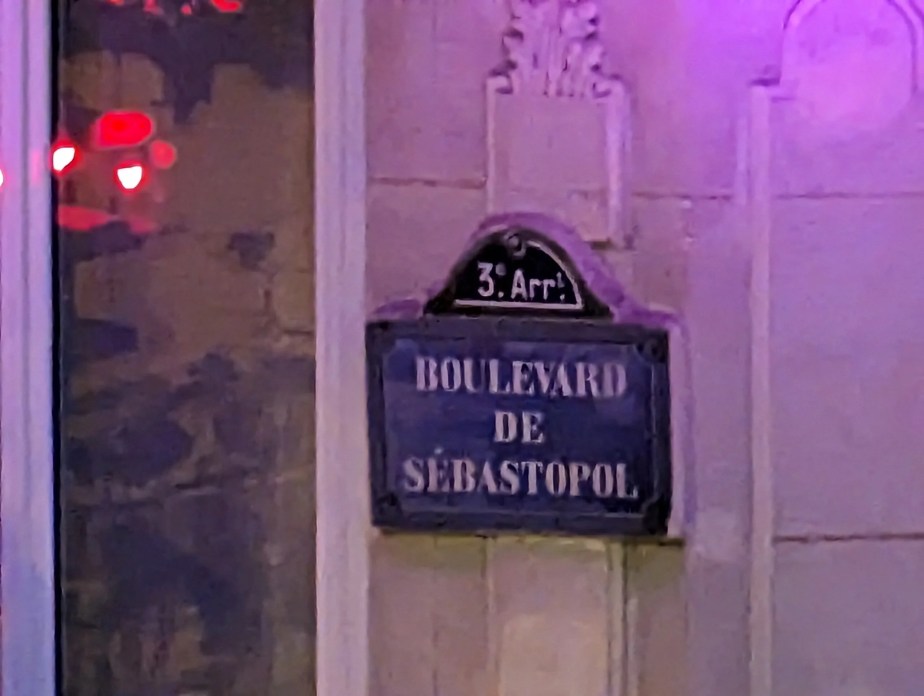 3ᵉ. Arrᵗ.
BOULEVARD
DE
SÉBASTOPOL